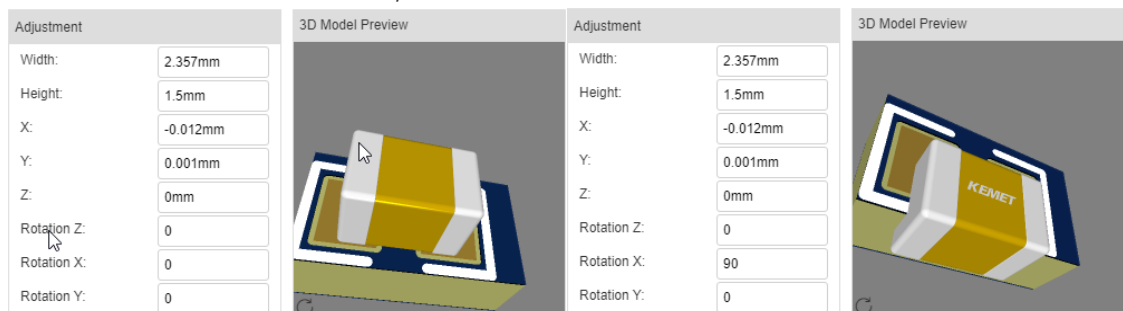 Adjustment
Width: 2.357mm
Height: 1.5mm
X: -0.012mm
Y: 0.001mm
Z: 0mm
Rotation Z: 0
Rotation X: 0
Rotation Y: 0
3D Model Preview
Adjustment
Width: 2.357mm
Height: 1.5mm
X: -0.012mm
Y: 0.001mm
Z: 0mm
Rotation Z: 0
Rotation X: 90
Rotation Y: 0
3D Model Preview
KEMET